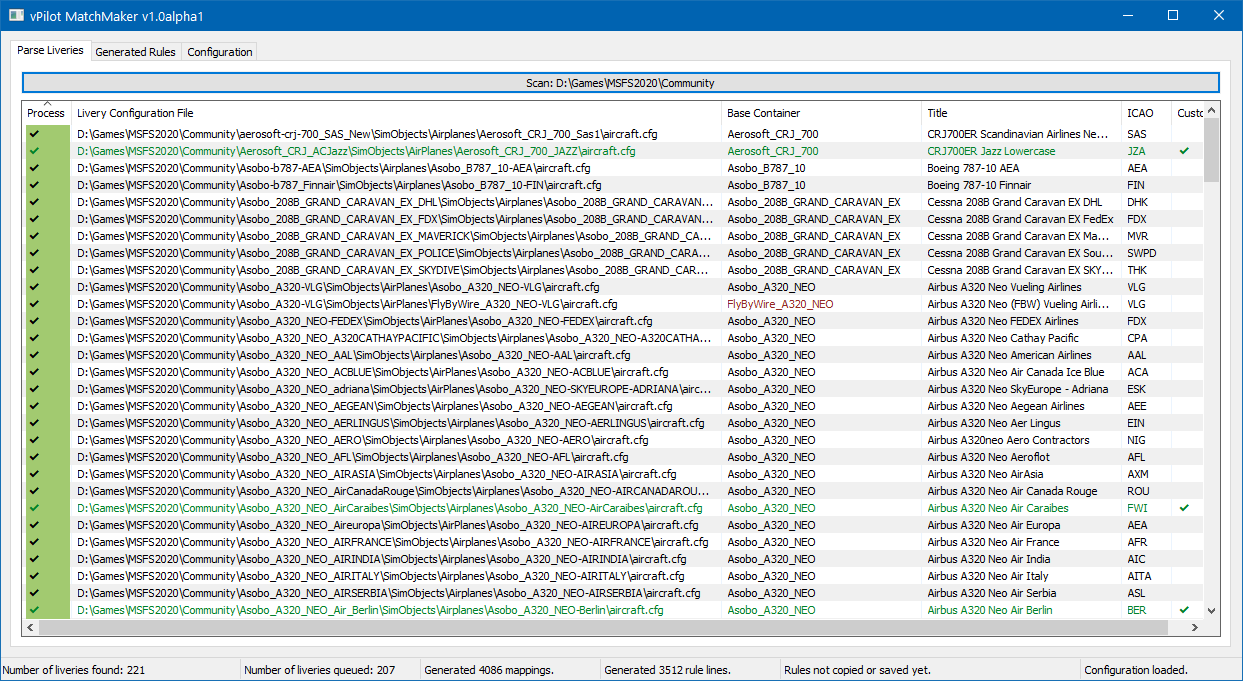 vPilot MatchMaker v1.0alpha1
Parse Liveries Generated Rules Configuration
Scan: D:\Games\MSFS2020\Community
Process Livery Configuration File Base Container Title ICAO Custo
D:\Games\MSFS2020\Community\aerosoft-crj-700_SAS_New\SimObjects\Airplanes\Aerosoft_CRJ_700_Sas1\aircraft.cfg Aerosoft_CRJ_700 CRJ700ER Scandinavian Airlines Ne... SAS
D:\Games\MSFS2020\Community\Aerosoft_CRJ_ACJazz\SimObjects\AirPlanes\Aerosoft_CRJ_700_JAZZ\aircraft.cfg Aerosoft_CRJ_700 CRJ700ER Jazz Lowercase JZA
D:\Games\MSFS2020\Community\Asobo-b787-AEA\SimObjects\Airplanes\Asobo_B787_10-AEA\aircraft.cfg Asobo_B787_10 Boeing 787-10 AEA AEA
D:\Games\MSFS2020\Community\Asobo-b787_Finnair\SimObjects\Airplanes\Asobo_B787_10-FIN\aircraft.cfg Asobo_B787_10 Boeing 787-10 Finnair FIN
D:\Games\MSFS2020\Community\Asobo_208B_GRAND_CARAVAN_EX_DHL\SimObjects\Airplanes\Asobo_208B_GRAND_CARAVAN... Asobo_208B_GRAND_CARAVAN_EX Cessna 208B Grand Caravan EX DHL DHK
D:\Games\MSFS2020\Community\Asobo_208B_GRAND_CARAVAN_EX_FDX\SimObjects\Airplanes\Asobo_208B_GRAND_CARAVAN... Asobo_208B_GRAND_CARAVAN_EX Cessna 208B Grand Caravan EX FedEx FDX
D:\Games\MSFS2020\Community\Asobo_208B_GRAND_CARAVAN_EX_MAVERICK\SimObjects\Airplanes\Asobo_208B_GRAND_CA... Asobo_208B_GRAND_CARAVAN_EX Cessna 208B Grand Caravan EX Ma... MVR
D:\Games\MSFS2020\Community\Asobo_208B_GRAND_CARAVAN_EX_POLICE\SimObjects\Airplanes\Asobo_208B_GRAND_CARA... Asobo_208B_GRAND_CARAVAN_EX Cessna 208B Grand Caravan EX Sou... SWPD
D:\Games\MSFS2020\Community\Asobo_208B_GRAND_CARAVAN_EX_SKYDIVE\SimObjects\Airplanes\Asobo_208B_GRAND_CAR... Asobo_208B_GRAND_CARAVAN_EX Cessna 208B Grand Caravan EX SKY... THK
D:\Games\MSFS2020\Community\Asobo_A320-VLG\SimObjects\AirPlanes\Asobo_A320_NEO-VLG\aircraft.cfg Asobo_A320_NEO Airbus A320 Neo Vueling Airlines VLG
D:\Games\MSFS2020\Community\Asobo_A320-VLG\SimObjects\AirPlanes\FlyByWire_A320_NEO-VLG\aircraft.cfg FlyByWire_A320_NEO Airbus A320 Neo (FBW) Vueling Airli... VLG
D:\Games\MSFS2020\Community\Asobo_A320_NEO-FEDEX\SimObjects\AirPlanes\Asobo_A320_NEO-FEDEX\aircraft.cfg Asobo_A320_NEO Airbus A320 Neo FEDEX Airlines FDX
D:\Games\MSFS2020\Community\Asobo_A320_NEO_A320CATHAYPACIFIC\SimObjects\Airplanes\Asobo_A320_NEO-A320CATHA... Asobo_A320_NEO Airbus A320 Neo Cathay Pacific CPA
D:\Games\MSFS2020\Community\Asobo_A320_NEO_AAL\SimObjects\Airplanes\Asobo_A320_NEO-AAL\aircraft.cfg Asobo_A320_NEO Airbus A320 Neo American Airlines AAL
D:\Games\MSFS2020\Community\Asobo_A320_NEO_ACBLUE\SimObjects\Airplanes\Asobo_A320_NEO-ACBLUE\aircraft.cfg Asobo_A320_NEO Airbus A320 Neo Air Canada Ice Blue ACA
D:\Games\MSFS2020\Community\Asobo_A320_NEO_adriana\SimObjects\Airplanes\Asobo_A320_NEO-SKYEUROPE-ADRIANA\airc... Asobo_A320_NEO Airbus A320 Neo SkyEurope - Adriana ESK
D:\Games\MSFS2020\Community\Asobo_A320_NEO_AEGEAN\SimObjects\Airplanes\Asobo_A320_NEO-AEGEAN\aircraft.cfg Asobo_A320_NEO Airbus A320 Neo Aegean Airlines AEE
D:\Games\MSFS2020\Community\Asobo_A320_NEO_AERLINGUS\SimObjects\Airplanes\Asobo_A320_NEO-AERLINGUS\aircraft.cfg Asobo_A320_NEO Airbus A320 Neo Aer Lingus EIN
D:\Games\MSFS2020\Community\Asobo_A320_NEO_AERO\SimObjects\Airplanes\Asobo_A320_NEO-AERO\aircraft.cfg Asobo_A320_NEO Airbus A320neo Aero Contractors NIG
D:\Games\MSFS2020\Community\Asobo_A320_NEO_AFL\SimObjects\Airplanes\Asobo_A320_NEO-AFL\aircraft.cfg Asobo_A320_NEO Airbus A320 Neo Aeroflot AFL
D:\Games\MSFS2020\Community\Asobo_A320_NEO_AIRASIA\SimObjects\Airplanes\Asobo_A320_NEO-AIRASIA\aircraft.cfg Asobo_A320_NEO Airbus A320 Neo AirAsia AXM
D:\Games\MSFS2020\Community\Asobo_A320_NEO_AirCanadaRouge\SimObjects\Airplanes\Asobo_A320_NEO-AIRCANADAROU... Asobo_A320_NEO Airbus A320 Neo Air Canada Rouge ROU
D:\Games\MSFS2020\Community\Asobo_A320_NEO_AirCaraibes\SimObjects\Airplanes\Asobo_A320_NEO-AirCaraibes\aircraft.cfg Asobo_A320_NEO Airbus A320 Neo Air Caraibes FWI
D:\Games\MSFS2020\Community\Asobo_A320_NEO_Aireuropa\SimObjects\AirPlanes\Asobo_A320_NEO-AIREUROPA\aircraft.cfg Asobo_A320_NEO Airbus A320 Neo Air Europa AEA
D:\Games\MSFS2020\Community\Asobo_A320_NEO_AIRFRANCE\SimObjects\Airplanes\Asobo_A320_NEO-AIRFRANCE\aircraft.cfg Asobo_A320_NEO Airbus A320 Neo Air France AFR
D:\Games\MSFS2020\Community\Asobo_A320_NEO_AIRINDIA\SimObjects\Airplanes\Asobo_A320_NEO-AIRINDIA\aircraft.cfg Asobo_A320_NEO Airbus A320 Neo Air India AIC
D:\Games\MSFS2020\Community\Asobo_A320_NEO_AIRITALY\SimObjects\Airplanes\Asobo_A320_NEO-AIRITALY\aircraft.cfg Asobo_A320_NEO Airbus A320 Neo Air Italy AITA
D:\Games\MSFS2020\Community\Asobo_A320_NEO_AIRSERBIA\SimObjects\Airplanes\Asobo_A320_NEO-AIRSERBIA\aircraft.cfg Asobo_A320_NEO Airbus A320 Neo Air Serbia ASL
D:\Games\MSFS2020\Community\Asobo_A320_NEO_Air_Berlin\SimObjects\Airplanes\Asobo_A320_NEO-Berlin\aircraft.cfg Asobo_A320_NEO Airbus A320 Neo Air Berlin BER
Number of liveries found: 221 Number of liveries queued: 207 Generated 4086 mappings. Generated 3512 rule lines. Rules not copied or saved yet. Configuration loaded.